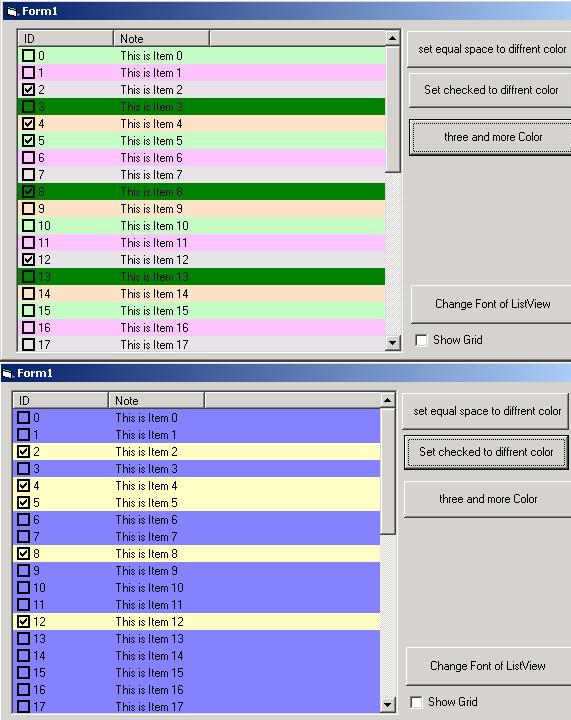 Form1
ID Note
0 This is Item 0
1 This is Item 1
2 This is Item 2
3 This is Item 3
4 This is Item 4
5 This is Item 5
6 This is Item 6
7 This is Item 7
8 This is Item 8
9 This is Item 9
10 This is Item 10
11 This is Item 11
12 This is Item 12
13 This is Item 13
14 This is Item 14
15 This is Item 15
16 This is Item 16
17 This is Item 17
set equal space to diffrent color
Set checked to diffrent color
three and more Color
Change Font of ListView
Show Grid
Form1
ID Note
0 This is Item 0
1 This is Item 1
2 This is Item 2
3 This is Item 3
4 This is Item 4
5 This is Item 5
6 This is Item 6
7 This is Item 7
8 This is Item 8
9 This is Item 9
10 This is Item 10
11 This is Item 11
12 This is Item 12
13 This is Item 13
14 This is Item 14
15 This is Item 15
16 This is Item 16
17 This is Item 17
set equal space to diffrent color
Set checked to diffrent color
three and more Color
Change Font of ListView
Show Grid